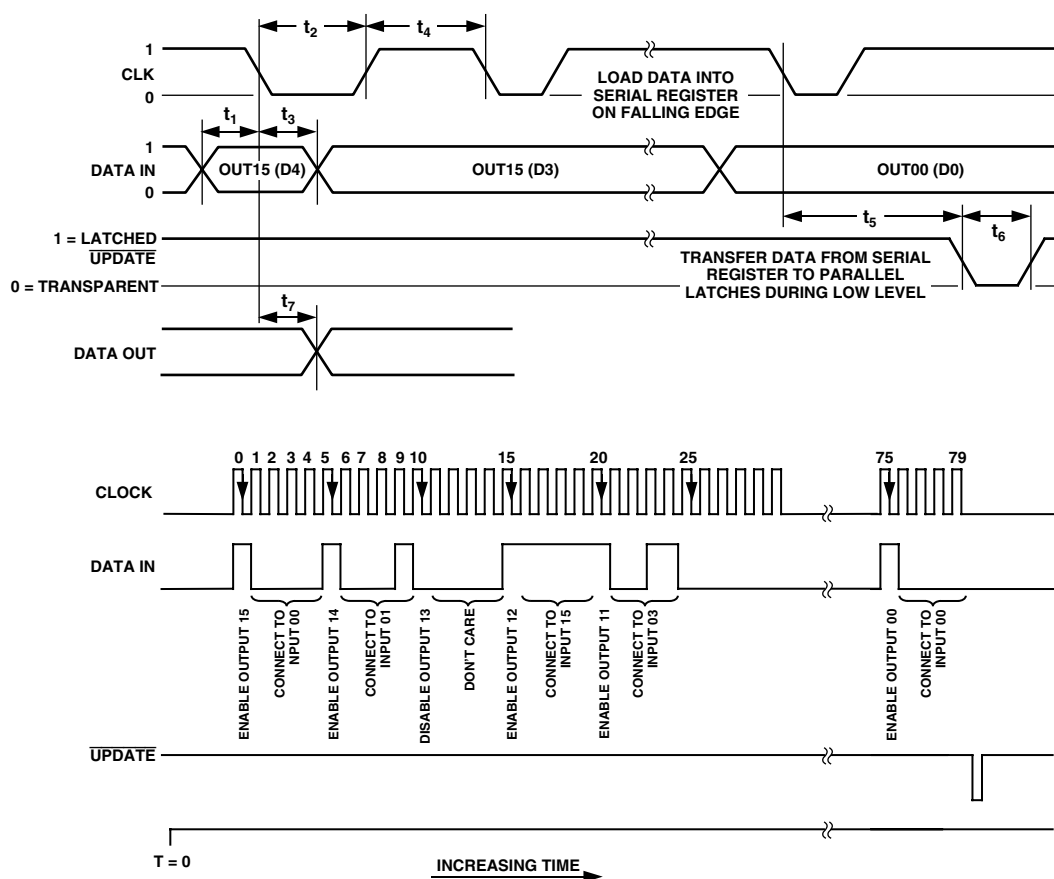 t2 t4
1
CLK
0
LOAD DATA INTO
SERIAL REGISTER
ON FALLING EDGE
t1 t3
1
DATA IN
0
OUT15 (D4) OUT15 (D3) OUT00 (D0)
t5 t6
1 = LATCHED
UPDATE
0 = TRANSPARENT
TRANSFER DATA FROM SERIAL
REGISTER TO PARALLEL
LATCHES DURING LOW LEVEL
t7
DATA OUT
0 1 2 3 4 5 6 7 8 9 10 15 20 25 75 79
CLOCK
DATA IN
ENABLE OUTPUT 15
CONNECT TO
NPUT 00
ENABLE OUTPUT 14
CONNECT TO
INPUT 01
DISABLE OUTPUT 13
DON'T CARE
ENABLE OUTPUT 12
CONNECT TO
INPUT 15
ENABLE OUTPUT 11
CONNECT TO
INPUT 03
ENABLE OUTPUT 00
CONNECT TO
INPUT 00
UPDATE
T = 0
INCREASING TIME